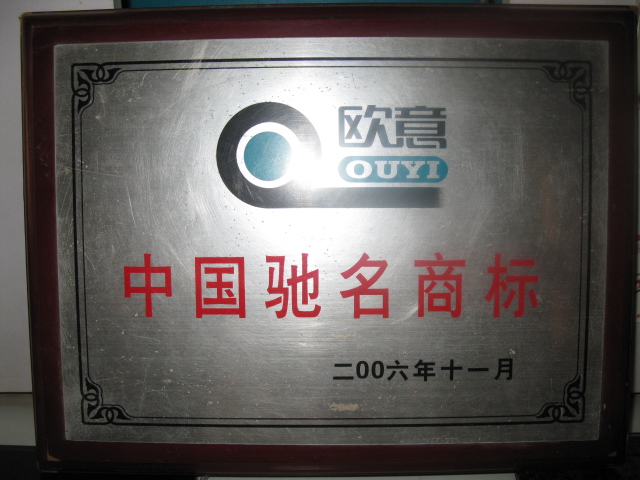 欧意
OUYI
中国驰名商标
二00六年十一月